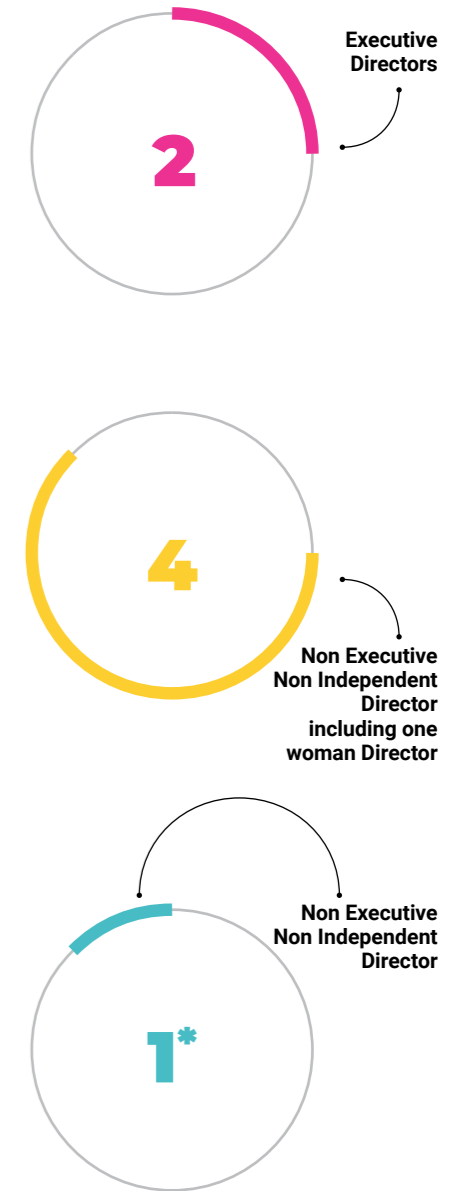 Executive
Directors
2
4
Non Executive
Non Independent
Director
including one
woman Director
Non Executive
Non Independent
Director
1*